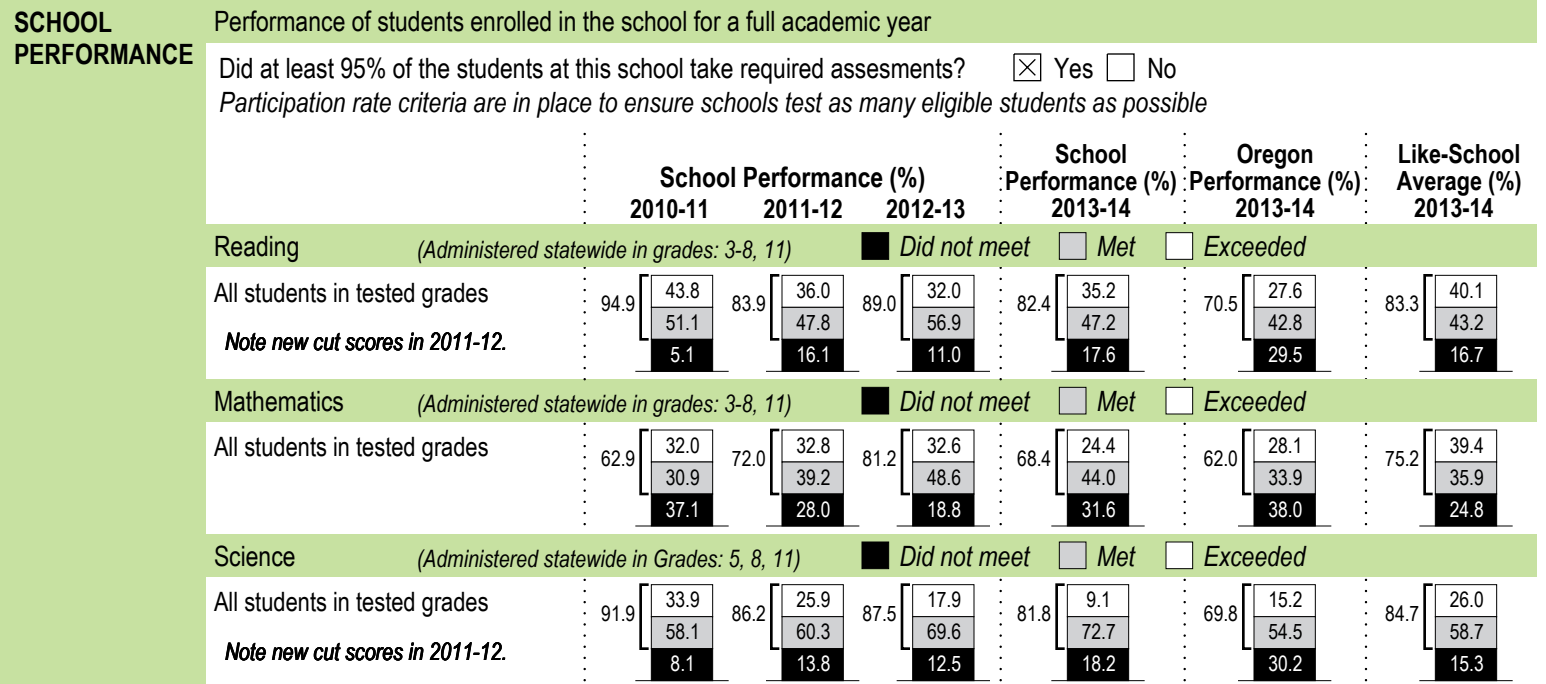 SCHOOL PERFORMANCE
Performance of students enrolled in the school for a full academic year
Did at least 95% of the students at this school take required assesments? Yes No
Participation rate criteria are in place to ensure schools test as many eligible students as possible
School Performance (%)
2010-11 2011-12 2012-13
School Performance (%) 2013-14
Oregon Performance (%) 2013-14
Like-School Average (%) 2013-14
Reading (Administered statewide in grades: 3-8, 11) Did not meet Met Exceeded
All students in tested grades
Note new cut scores in 2011-12.
94.9 43.8 83.9 36.0 89.0 32.0 82.4 35.2 70.5 27.6 83.3 40.1
51.1 47.8 56.9 47.2 42.8 43.2
5.1 16.1 11.0 17.6 29.5 16.7
Mathematics (Administered statewide in grades: 3-8, 11) Did not meet Met Exceeded
All students in tested grades
62.9 32.0 72.0 32.8 81.2 32.6 68.4 24.4 62.0 28.1 75.2 39.4
30.9 39.2 48.6 44.0 33.9 35.9
37.1 28.0 18.8 31.6 38.0 24.8
Science (Administered statewide in Grades: 5, 8, 11) Did not meet Met Exceeded
All students in tested grades
Note new cut scores in 2011-12.
91.9 33.9 86.2 25.9 87.5 17.9 81.8 9.1 69.8 15.2 84.7 26.0
58.1 60.3 69.6 72.7 54.5 58.7
8.1 13.8 12.5 18.2 30.2 15.3